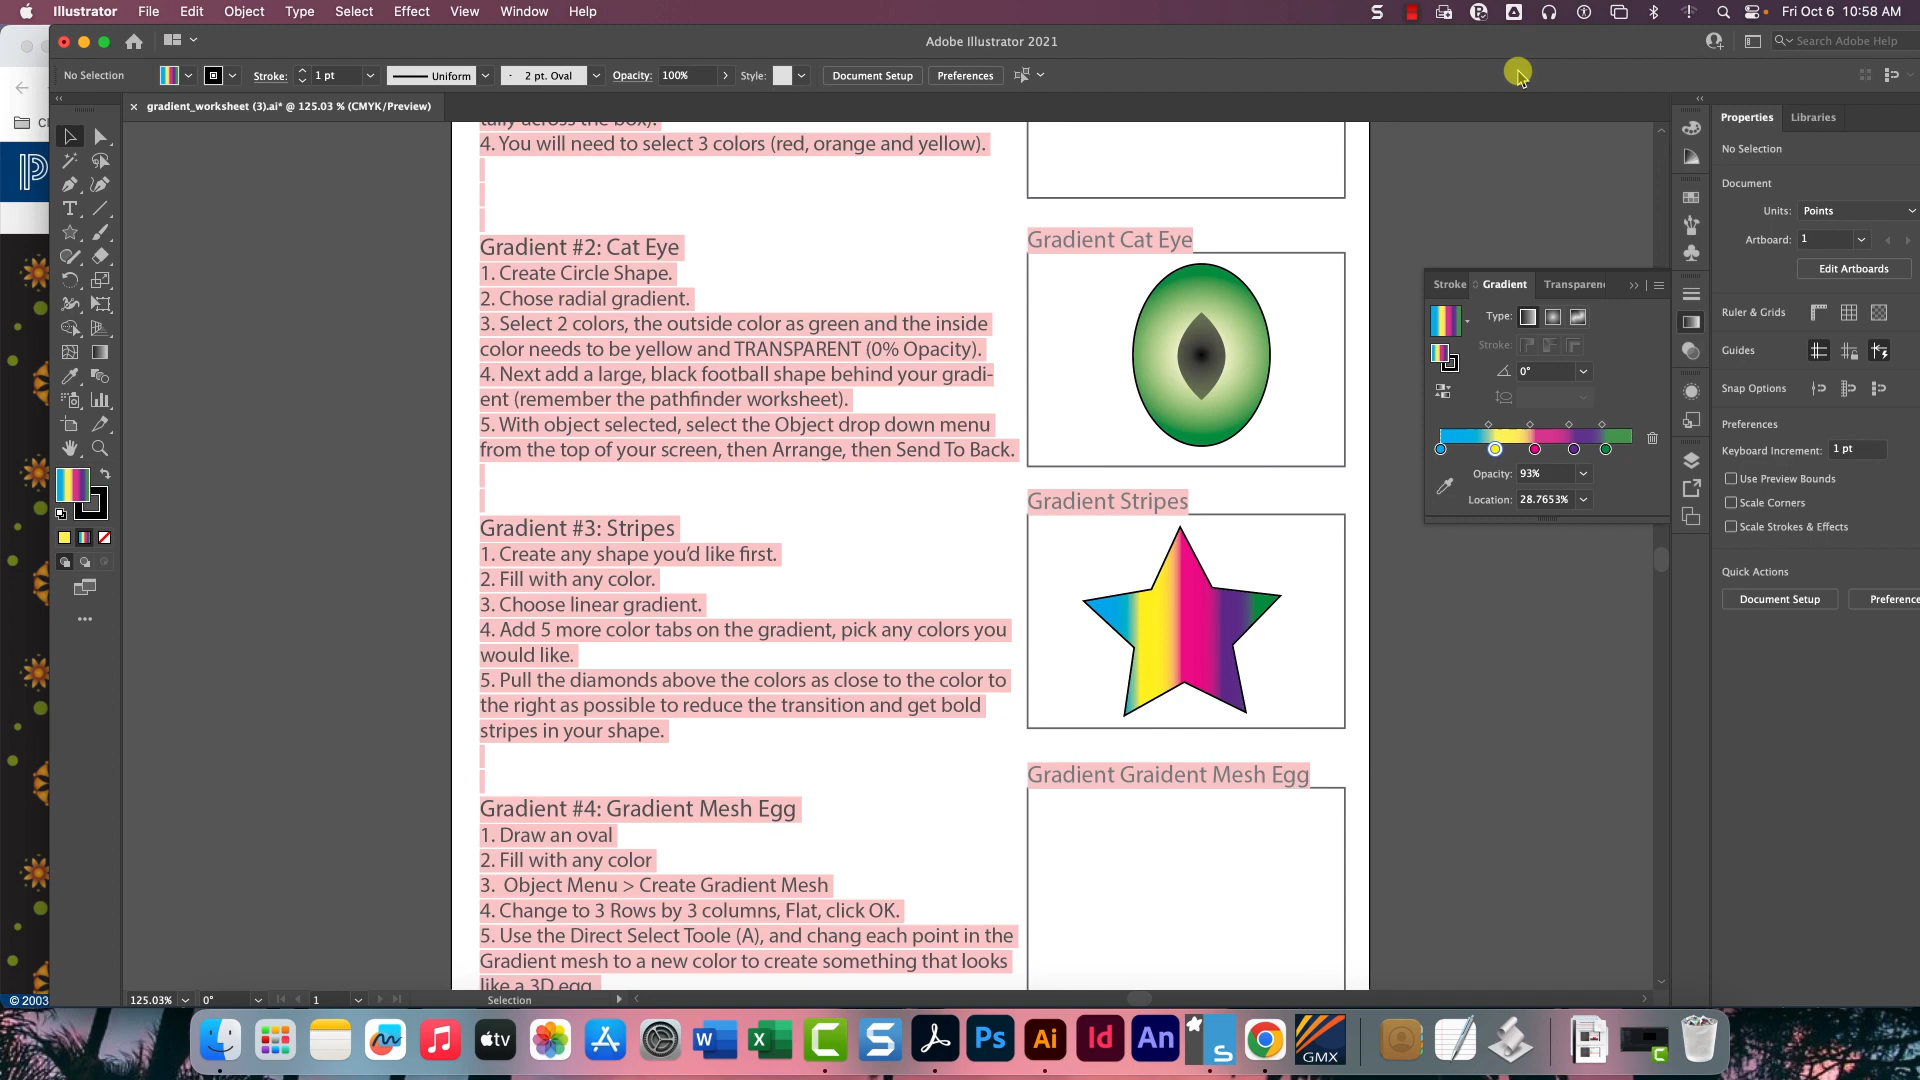 Illustrator File Edit Object Type Select Effect View Window Help
Fri Oct 6 10:58 AM
Adobe Illustrator 2021
Search Adobe Help
No Selection
Stroke: 1 pt Uniform 2 pt. Oval Opacity: 100% Style: Document Setup Preferences
gradient_worksheet (3).ai* @ 125.03 % (CMYK/Preview)
tally across the box).
4. You will need to select 3 colors (red, orange and yellow).
Gradient #2: Cat Eye
1. Create Circle Shape.
2. Chose radial gradient.
3. Select 2 colors, the outside color as green and the inside
color needs to be yellow and TRANSPARENT (0% Opacity).
4. Next add a large, black football shape behind your gradi-
ent (remember the pathfinder worksheet).
5. With object selected, select the Object drop down menu
from the top of your screen, then Arrange, then Send To Back.
Gradient #3: Stripes
1. Create any shape you’d like first.
2. Fill with any color.
3. Choose linear gradient.
4. Add 5 more color tabs on the gradient, pick any colors you
would like.
5. Pull the diamonds above the colors as close to the color to
the right as possible to reduce the transition and get bold
stripes in your shape.
Gradient #4: Gradient Mesh Egg
1. Draw an oval
2. Fill with any color
3. Object Menu > Create Gradient Mesh
4. Change to 3 Rows by 3 columns, Flat, click OK.
5. Use the Direct Select Toole (A), and chang each point in the
Gradient mesh to a new color to create something that looks
like a 3D egg
Gradient Cat Eye
Gradient Stripes
Gradient Graident Mesh Egg
Stroke Gradient Transparen
Type:
Stroke:
0°
Opacity: 93%
Location: 28.7653%
Properties Libraries
No Selection
Document
Units: Points
Artboard: 1
Edit Artboards
Ruler & Grids
Guides
Snap Options
Preferences
Keyboard Increment: 1 pt
Use Preview Bounds
Scale Corners
Scale Strokes & Effects
Quick Actions
Document Setup Preference
© 2003
125.03% 0° 1 Selection
tv W X C S Ps Ai Id An S GMX C